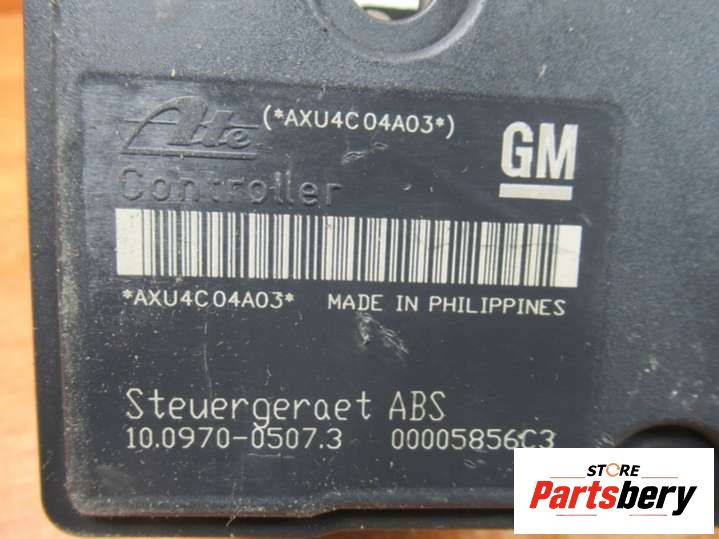 Ate (*AXU4C04A03*)
GM
Controller
*AXU4C04A03* MADE IN PHILIPPINES
Steuergeraet ABS
10.0970-0507.3 00005856C3
STORE
Partsbery